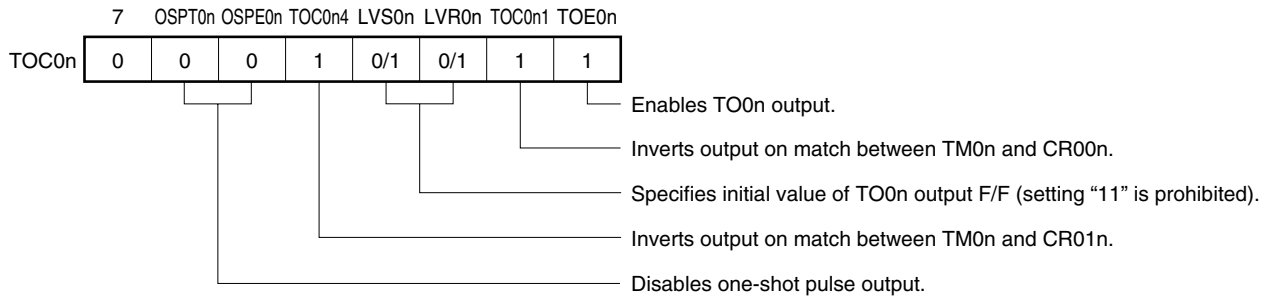 7 OSPT0n OSPE0n TOC0n4 LVS0n LVR0n TOC0n1 TOE0n
TOC0n 0 0 0 1 0/1 0/1 1 1
Enables TO0n output.
Inverts output on match between TM0n and CR00n.
Specifies initial value of TO0n output F/F (setting “11” is prohibited).
Inverts output on match between TM0n and CR01n.
Disables one-shot pulse output.